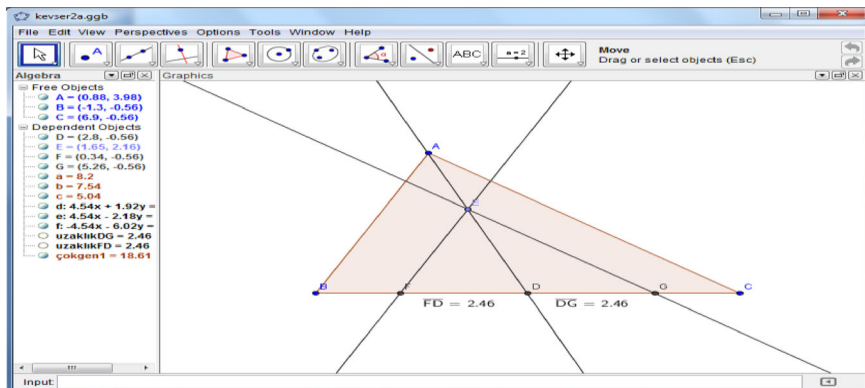 kevser2a.ggb
File Edit View Perspectives Options Tools Window Help
A
α
ABC
a = 2
Move
Drag or select objects (Esc)
Algebra
Graphics
Free Objects
A = (0.88, 3.98)
B = (-1.3, -0.56)
C = (6.9, -0.56)
Dependent Objects
D = (2.8, -0.56)
E = (1.65, 2.16)
F = (0.34, -0.56)
G = (5.26, -0.56)
a = 8.2
b = 7.54
c = 5.04
d: 4.54x + 1.92y =
e: 4.54x - 2.18y =
f: -4.54x - 6.02y =
uzaklıkDG = 2.46
uzaklıkFD = 2.46
çokgen1 = 18.61
A
E
B
F
D
G
C
FD = 2.46
DG = 2.46
Input: